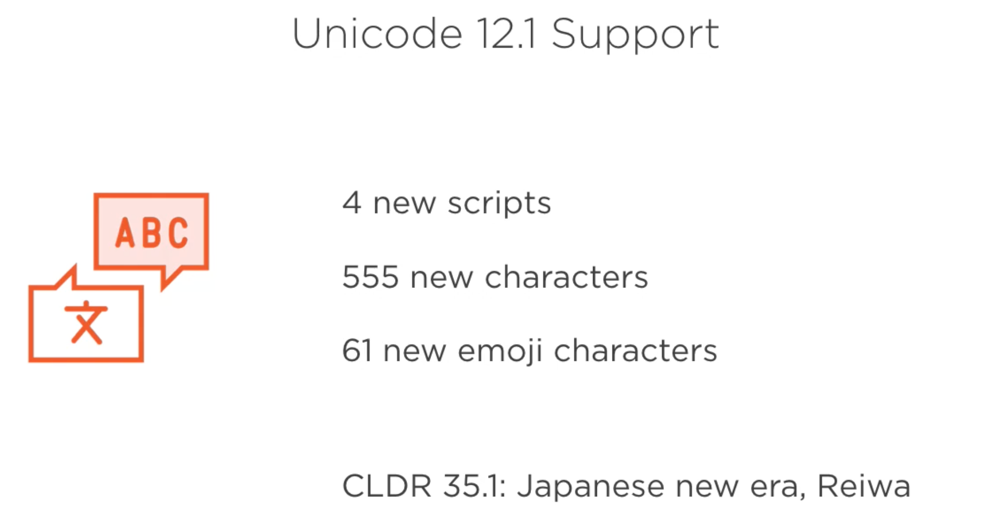 Unicode 12.1 Support
ABC
文
4 new scripts
555 new characters
61 new emoji characters
CLDR 35.1: Japanese new era, Reiwa